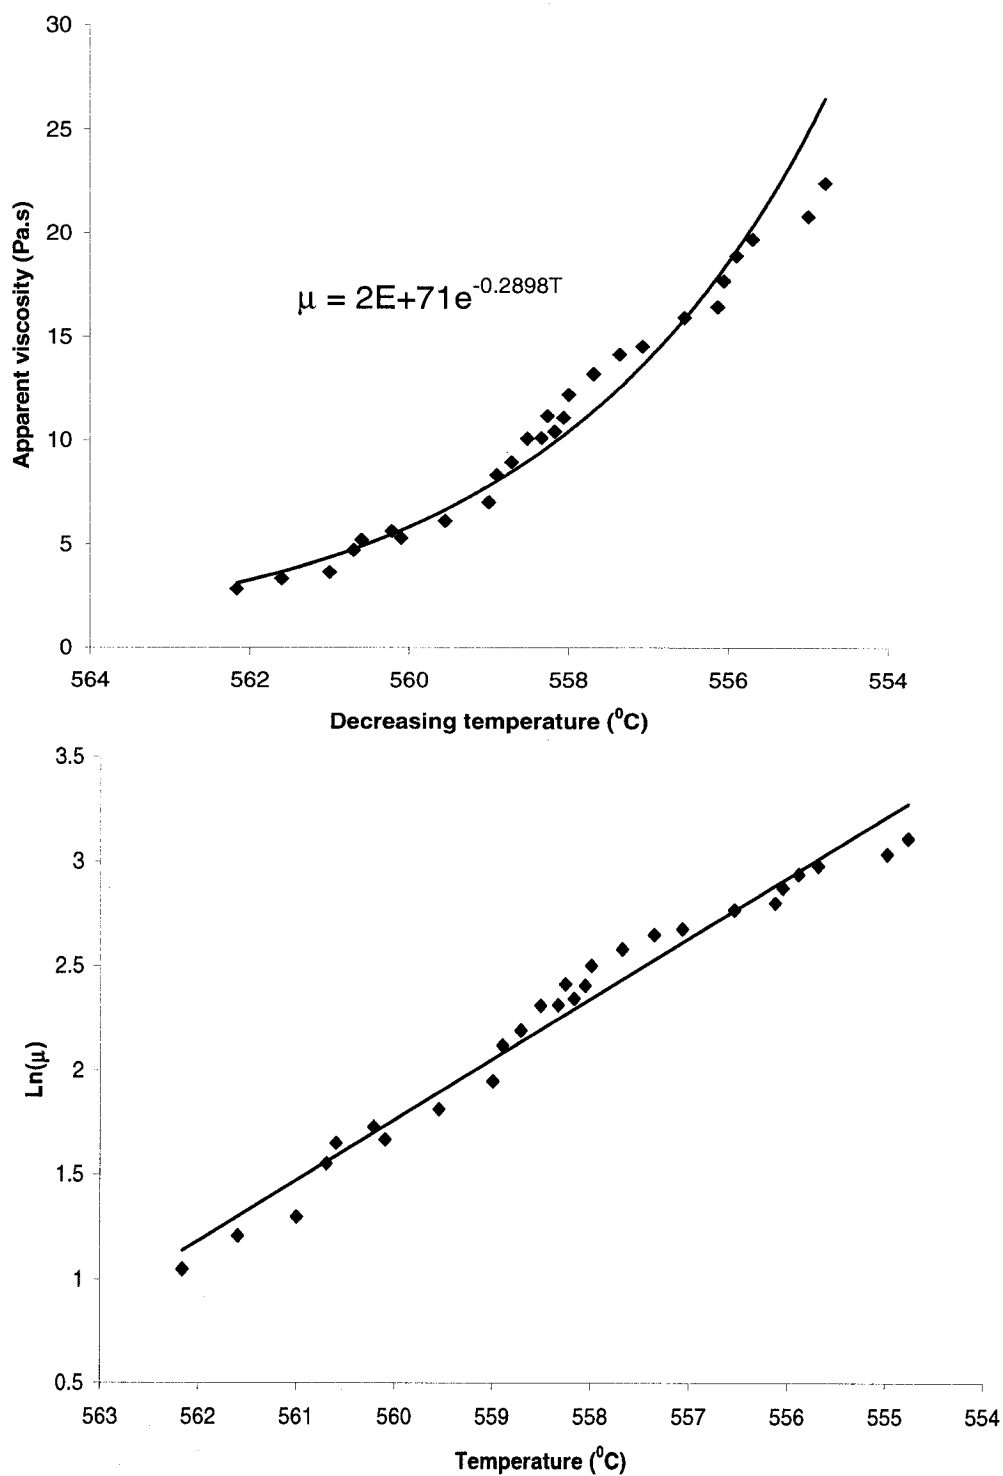 30
25
20
15
10
5
0
Apparent viscosity (Pa.s)
μ = 2E+71e^-0.2898T
564 562 560 558 556 554
Decreasing temperature (⁰C)
3.5
3
2.5
2
1.5
1
0.5
Ln(μ)
563 562 561 560 559 558 557 556 555 554
Temperature (⁰C)